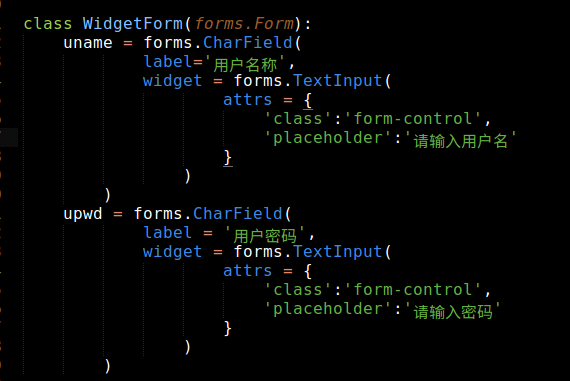 class WidgetForm(forms.Form):
uname = forms.CharField(
label='用户名称',
widget = forms.TextInput(
attrs = {
'class':'form-control',
'placeholder':'请输入用户名'
}
)
)
upwd = forms.CharField(
label = '用户密码',
widget = forms.TextInput(
attrs = {
'class':'form-control',
'placeholder':'请输入密码'
}
)
)